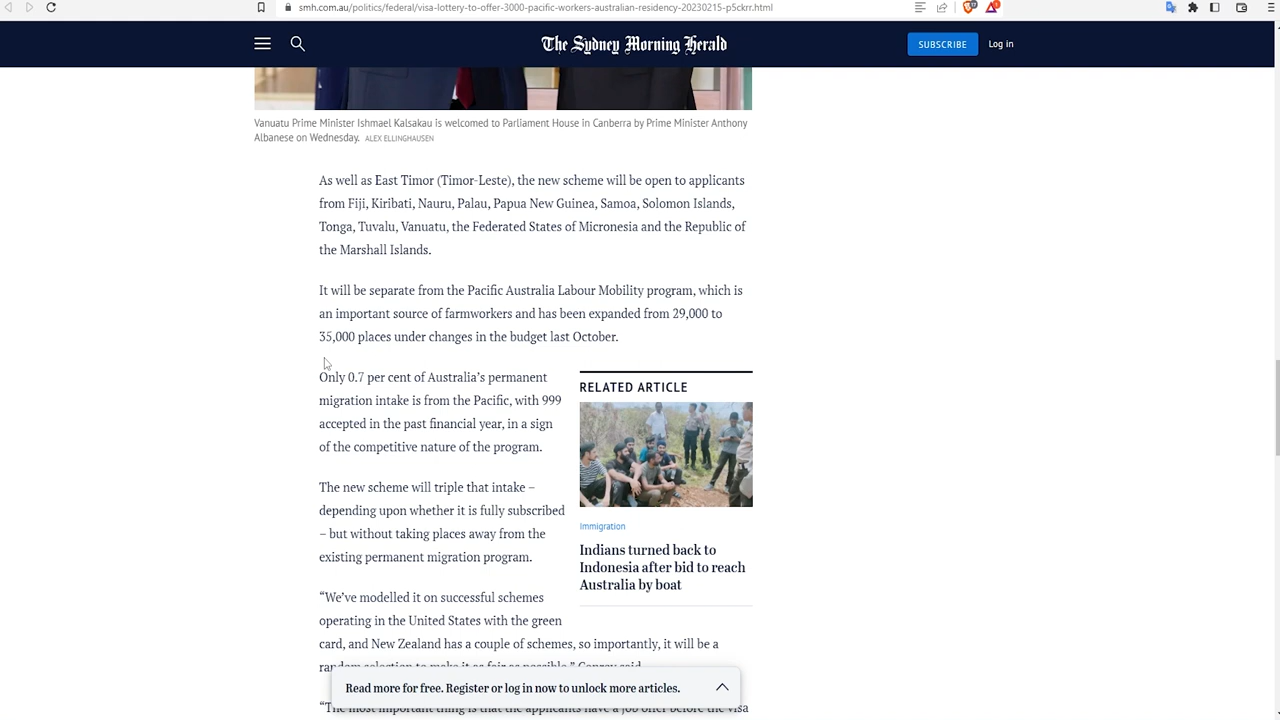 smh.com.au/politics/federal/visa-lottery-to-offer-3000-pacific-workers-australian-residency-20230215-p5ckrr.html
The Sydney Morning Herald
SUBSCRIBE
Log in
Vanuatu Prime Minister Ishmael Kalsakau is welcomed to Parliament House in Canberra by Prime Minister Anthony
Albanese on Wednesday. ALEX ELLINGHAUSEN
As well as East Timor (Timor-Leste), the new scheme will be open to applicants
from Fiji, Kiribati, Nauru, Palau, Papua New Guinea, Samoa, Solomon Islands,
Tonga, Tuvalu, Vanuatu, the Federated States of Micronesia and the Republic of
the Marshall Islands.
It will be separate from the Pacific Australia Labour Mobility program, which is
an important source of farmworkers and has been expanded from 29,000 to
35,000 places under changes in the budget last October.
Only 0.7 per cent of Australia’s permanent
migration intake is from the Pacific, with 999
accepted in the past financial year, in a sign
of the competitive nature of the program.
The new scheme will triple that intake –
depending upon whether it is fully subscribed
– but without taking places away from the
existing permanent migration program.
RELATED ARTICLE
Immigration
Indians turned back to
Indonesia after bid to reach
Australia by boat
“We’ve modelled it on successful schemes
operating in the United States with the green
card, and New Zealand has a couple of schemes, so importantly, it will be a
random selection to make it as fair as possible,” Conroy said.
Read more for free. Register or log in now to unlock more articles.
“The most important thing is that the applicants have a job offer before the visa